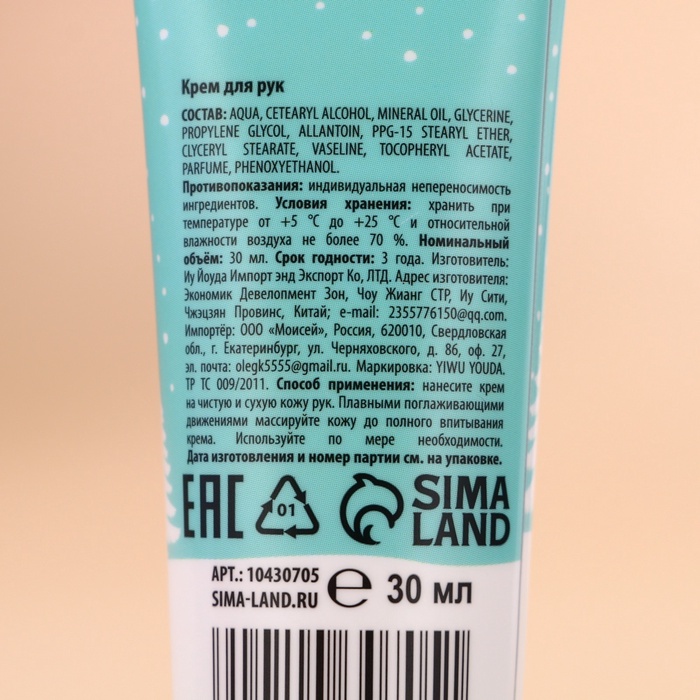 Крем для рук
СОСТАВ: AQUA, CETEARYL ALCOHOL, MINERAL OIL, GLYCERINE,
PROPYLENE GLYCOL, ALLANTOIN, PPG-15 STEARYL ETHER,
CLYCERYL STEARATE, VASELINE, TOCOPHERYL ACETATE,
PARFUME, PHENOXYETHANOL.
Противопоказания: индивидуальная непереносимость
ингредиентов. Условия хранения: хранить при
температуре от +5 °С до +25 °С и относительной
влажности воздуха не более 70 %. Номинальный
объём: 30 мл. Срок годности: 3 года. Изготовитель:
Иу Йоуда Импорт энд Экспорт Ко, ЛТД. Адрес изготовителя:
Экономик Девелопмент Зон, Чоу Жианг СТР, Иу Сити,
Чжэцзян Провинс, Китай; e-mail: 2355776150@qq.com.
Импортёр: ООО «Моисей», Россия, 620010, Свердловская
обл., г. Екатеринбург, ул. Черняховского, д. 86, оф. 27,
эл. почта: olegk5555@gmail.ru. Маркировка: YIWU YOUDA.
ТР ТС 009/2011. Способ применения: нанесите крем
на чистую и сухую кожу рук. Плавными поглаживающими
движениями массируйте кожу до полного впитывания
крема. Используйте по мере необходимости.
Дата изготовления и номер партии см. на упаковке.
EAC 01 SIMA
LAND
АРТ.: 10430705
SIMA-LAND.RU
℮ 30 мл